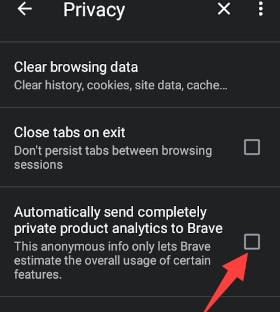 Privacy
Clear browsing data
Clear history, cookies, site data, cache...
Close tabs on exit
Don't persist tabs between browsing
sessions
Automatically send completely
private product analytics to Brave
This anonymous info only lets Brave
estimate the overall usage of certain
features.